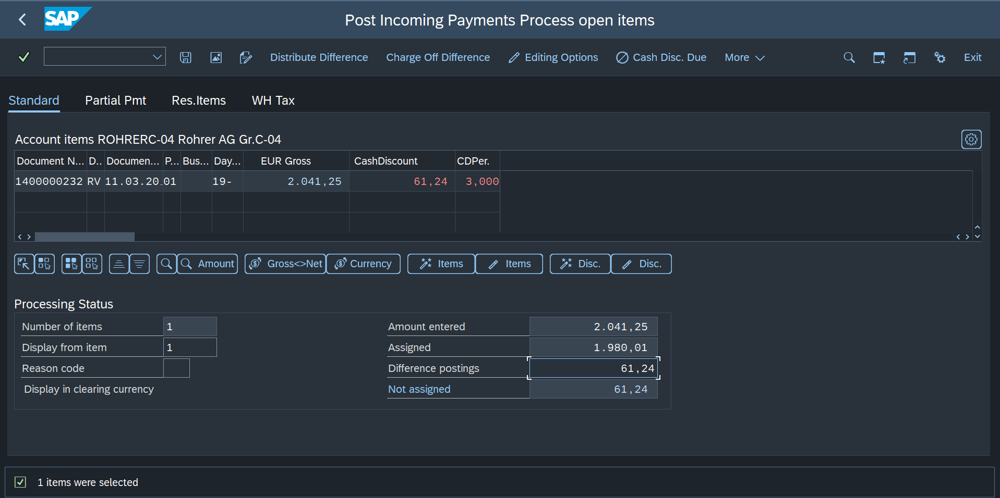 SAP Post Incoming Payments Process open items
Distribute Difference Charge Off Difference Editing Options Cash Disc. Due More Exit
Standard Partial Pmt Res.Items WH Tax
Account items ROHRERC-04 Rohrer AG Gr.C-04
Document N... D.. Documen... P... Bus... Day... EUR Gross CashDiscount CDPer.
1400000232 RV 11.03.20… 01 19- 2.041,25 61,24 3,000
Amount Gross<>Net Currency Items Items Disc. Disc.
Processing Status
Number of items 1 Amount entered 2.041,25
Display from item 1 Assigned 1.980,01
Reason code Difference postings 61,24
Display in clearing currency Not assigned 61,24
1 items were selected